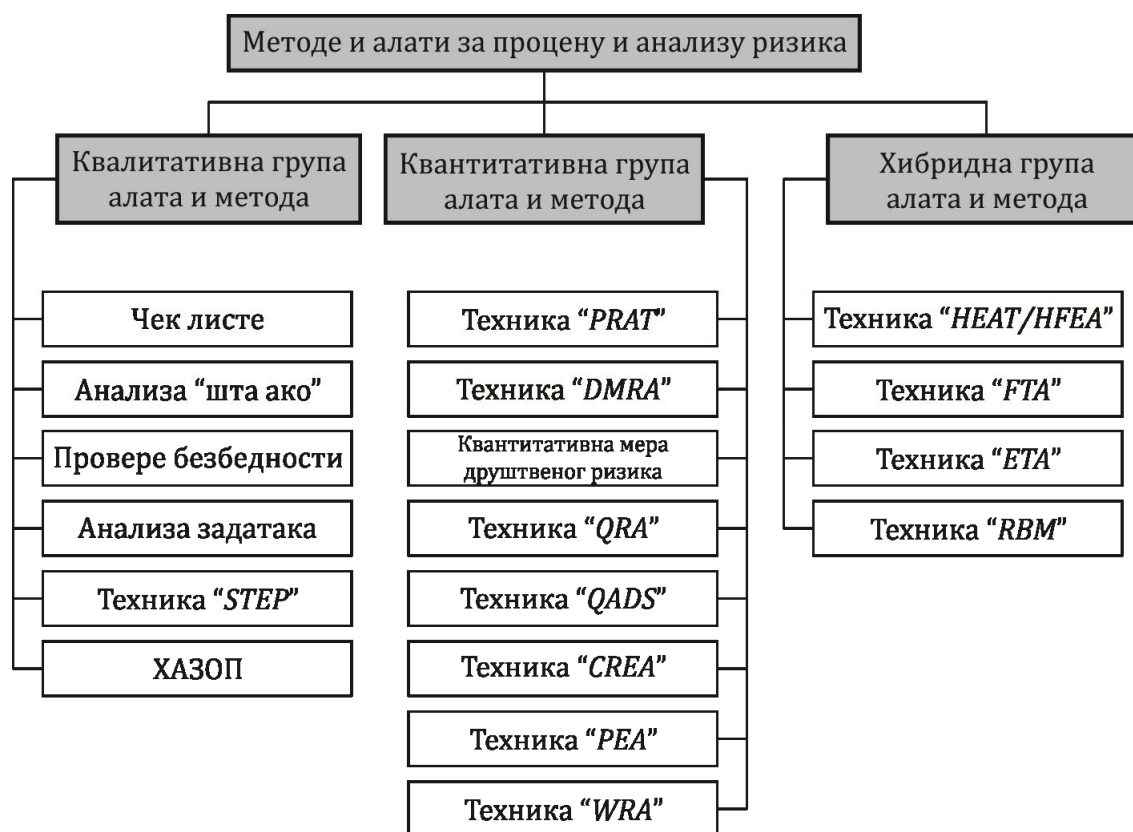 Методе и алати за процену и анализу ризика
Квалитативна група
алата и метода
Чек листе
Анализа “шта ако”
Провере безбедности
Анализа задатака
Техника “STEP”
ХАЗОП
Квантитативна група
алата и метода
Техника “PRAT”
Техника “DMRA”
Квантитативна мера
друштвеног ризика
Техника “QRA”
Техника “QADS”
Техника “CREA”
Техника “PEA”
Техника “WRA”
Хибридна група
алата и метода
Техника “HEAT/HFEA”
Техника “FTA”
Техника “ETA”
Техника “RBM”